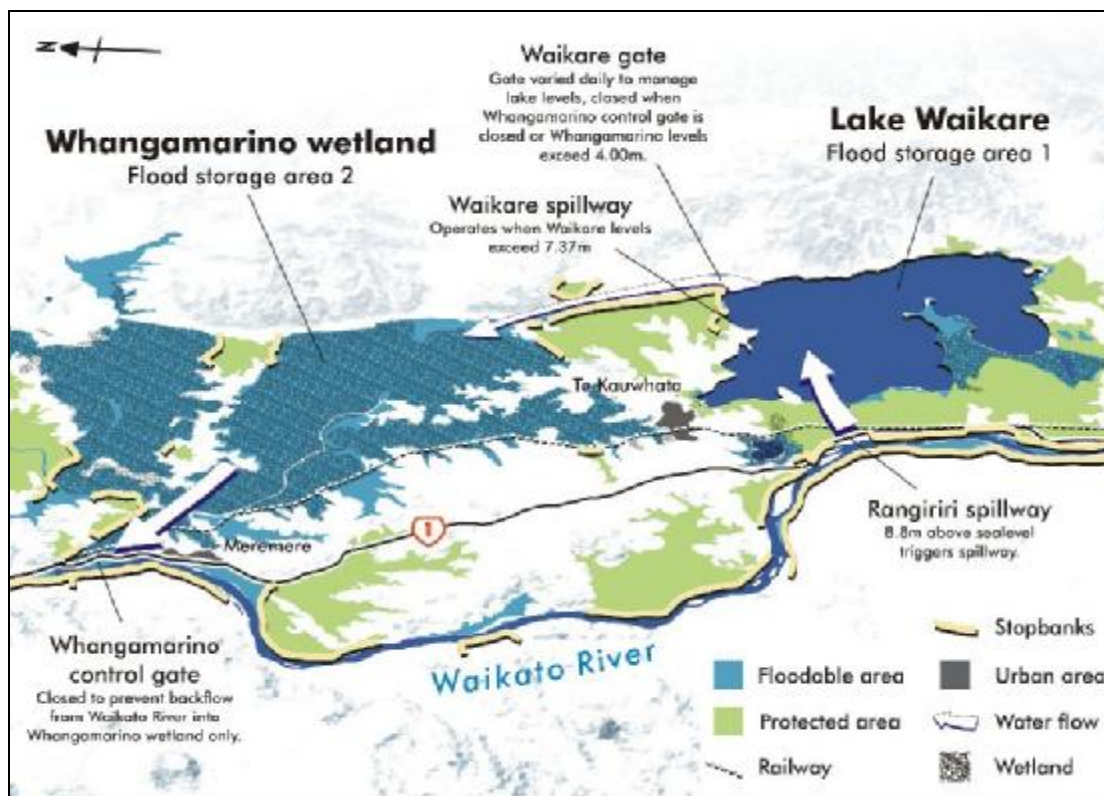 N
Waikare gate
Gate varied daily to manage
lake levels, closed when
Whangamarino control gate is
closed or Whangamarino levels
exceed 4.00m.
Whangamarino wetland
Flood storage area 2
Lake Waikare
Flood storage area 1
Waikare spillway
Operates when Waikare levels
exceed 7.37m
Te Kauwhata
1
Meremere
Rangiriri spillway
8.8m above sealevel
triggers spillway.
Whangamarino
control gate
Closed to prevent backflow
from Waikato River into
Whangamarino wetland only.
Waikato River
Stopbanks
Floodable area
Urban area
Protected area
Water flow
Railway
Wetland